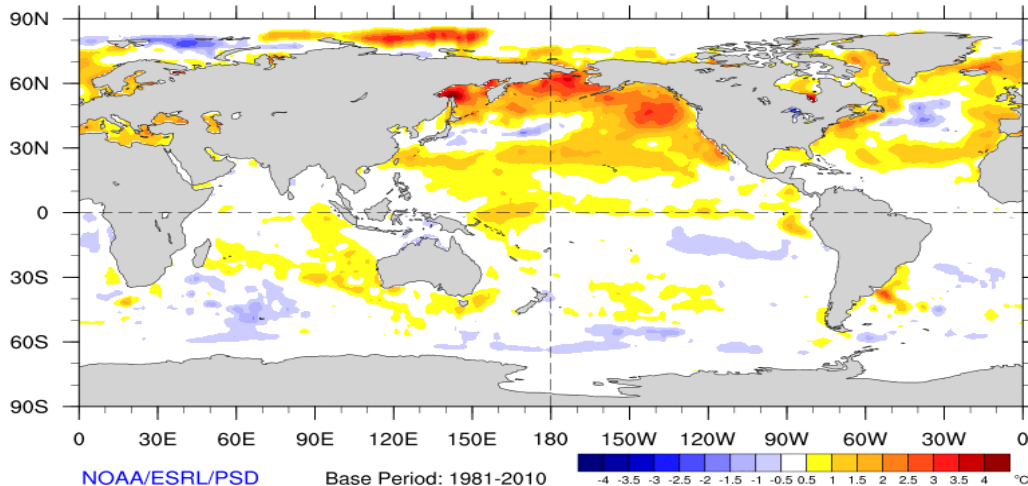 90N
60N
30N
0
30S
60S
90S
0 30E 60E 90E 120E 150E 180 150W 120W 90W 60W 30W 0
NOAA/ESRL/PSD Base Period: 1981-2010
-4 -3.5 -3 -2.5 -2 -1.5 -1 -0.5 0.5 1 1.5 2 2.5 3 3.5 4 °C